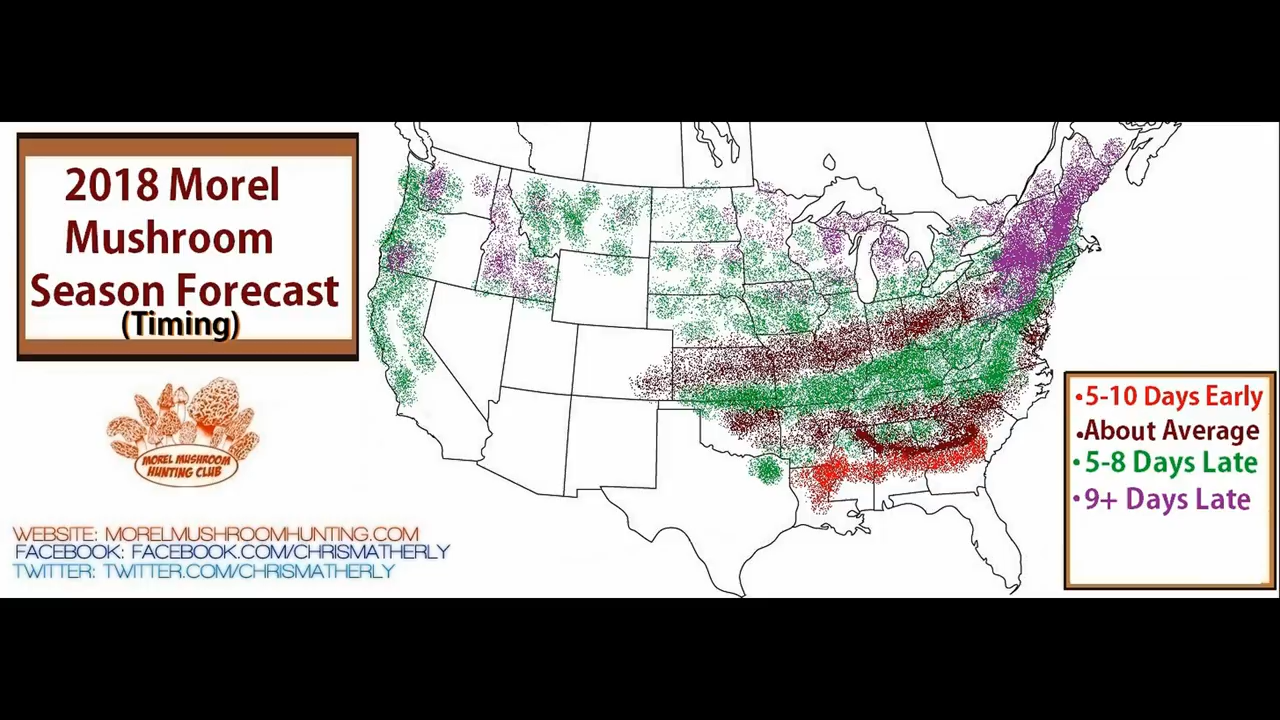 2018 Morel
Mushroom
Season Forecast
(Timing)
MOREL MUSHROOM
HUNTING CLUB
WEBSITE: MORELMUSHROOMHUNTING.COM
FACEBOOK: FACEBOOK.COM/CHRISMATHERLY
TWITTER: TWITTER.COM/CHRISMATHERLY
•5-10 Days Early
•About Average
•5-8 Days Late
•9+ Days Late